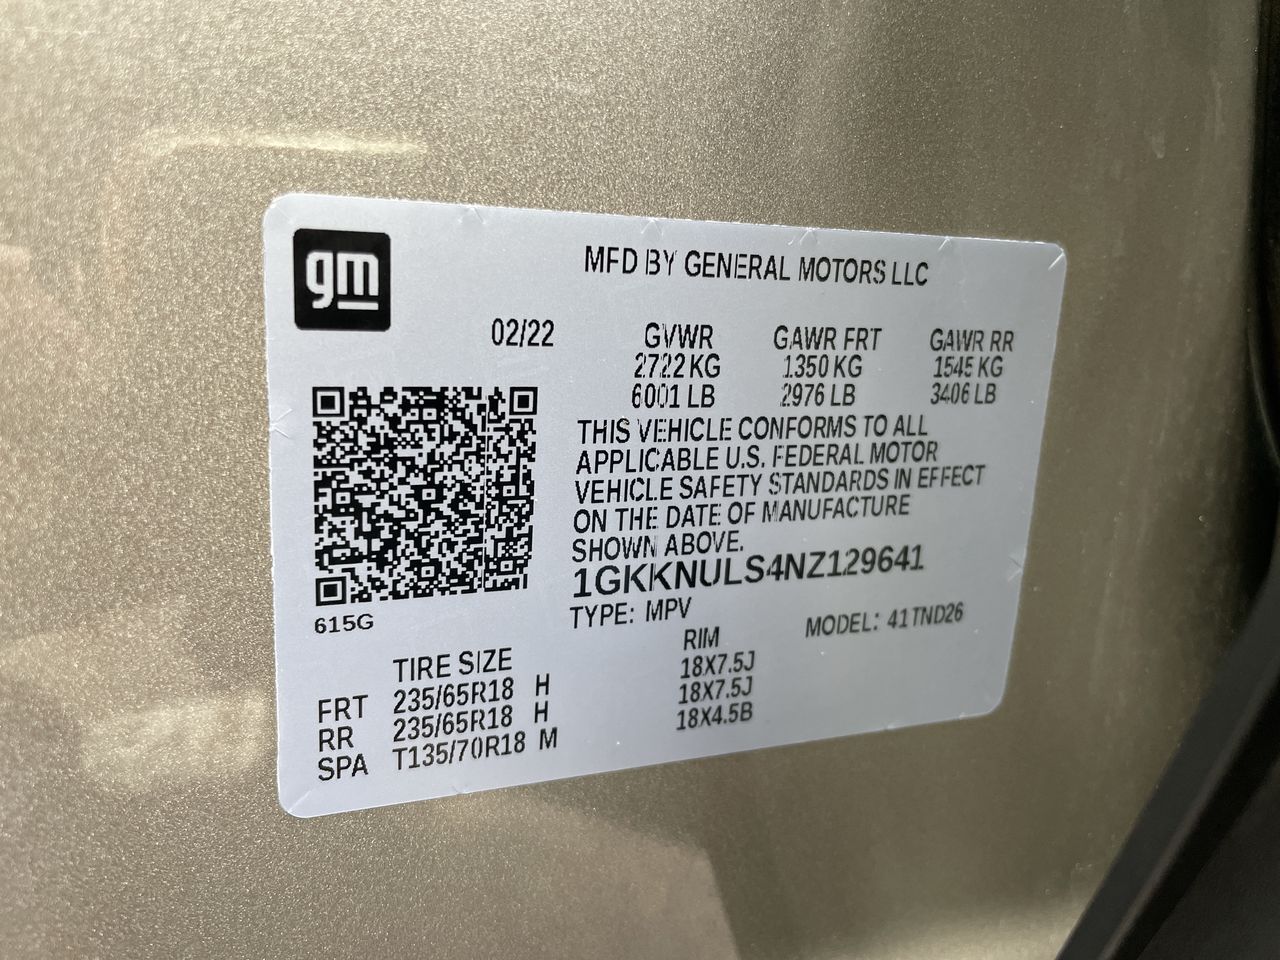 gm
MFD BY GENERAL MOTORS LLC
02/22 GVWR GAWR FRT GAWR RR
2722 KG 1350 KG 1545 KG
6001 LB 2976 LB 3406 LB
THIS VEHICLE CONFORMS TO ALL
APPLICABLE U.S. FEDERAL MOTOR
VEHICLE SAFETY STANDARDS IN EFFECT
ON THE DATE OF MANUFACTURE
SHOWN ABOVE.
1GKKNULS4NZ129641
615G
TYPE: MPV MODEL: 41TND26
TIRE SIZE RIM
FRT 235/65R18 H 18X7.5J
RR 235/65R18 H 18X7.5J
SPA T135/70R18 M 18X4.5B